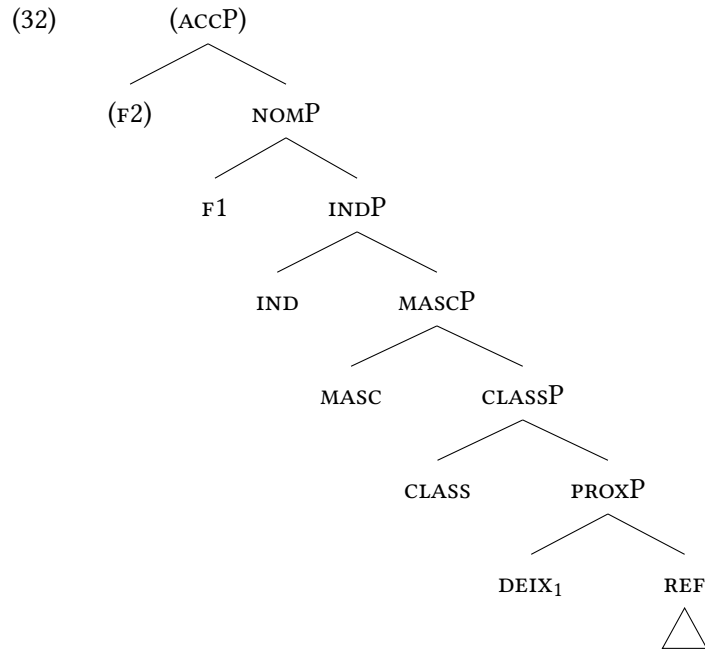 (32) (ACCP)
(F2) NOMP
F1 INDP
IND MASCP
MASC CLASSP
CLASS PROXP
DEIX₁ REF